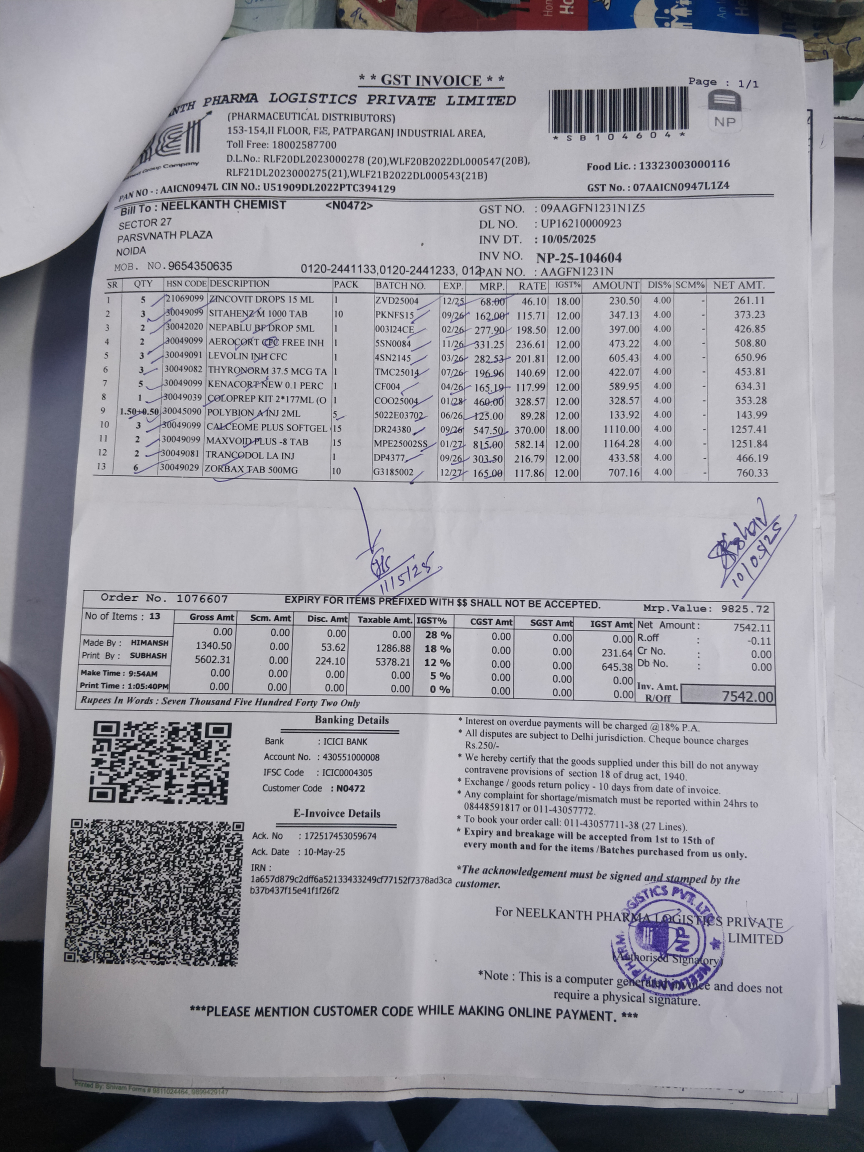 * * GST INVOICE * *
Page : 1/1
NTH PHARMA LOGISTICS PRIVATE LIMITED
(PHARMACEUTICAL DISTRIBUTORS)
153-154,II FLOOR, FIE, PATPARGANJ INDUSTRIAL AREA,
Toll Free: 18002587700
D.L.No.: RLF20DL2023000278 (20),WLF20B2022DL000547(20B),
RLF21DL2023000275(21),WLF21B2022DL000543(21B)
*SB104604*
NP
Group Company
Food Lic. : 13323003000116
PAN NO - : AAICN0947L CIN NO.: U51909DL2022PTC394129
GST No. : 07AAICN0947L1Z4
Bill To : NEELKANTH CHEMIST <N0472>
SECTOR 27
PARSVNATH PLAZA
NOIDA
MOB. NO. 9654350635 0120-2441133,0120-2441233, 012
GST NO. : 09AAGFN1231N1Z5
DL NO. : UP16210000923
INV DT. : 10/05/2025
INV NO. NP-25-104604
PAN NO. : AAGFN1231N
SR QTY HSN CODE DESCRIPTION PACK BATCH NO. EXP. MRP. RATE IGST% AMOUNT DIS% SCM% NET AMT.
1 5 21069099 ZINCOVIT DROPS 15 ML 1 ZVD25004 12/25 68.00 46.10 18.00 230.50 4.00 - 261.11
2 3 30049099 SITAHENZ M 1000 TAB 10 PKNFS15 09/26 162.00 115.71 12.00 347.13 4.00 - 373.23
3 2 30042020 NEPABLU BF DROP 5ML 1 003I24CE 02/26 277.90 198.50 12.00 397.00 4.00 - 426.85
4 2 30049099 AEROCORT CFC FREE INH 1 5SN0084 11/26 331.25 236.61 12.00 473.22 4.00 - 508.80
5 3 30049091 LEVOLIN INH CFC 1 4SN2145 03/26 282.53 201.81 12.00 605.43 4.00 - 650.96
6 3 30049082 THYRONORM 37.5 MCG TA 1 TMC25014 07/26 196.96 140.69 12.00 422.07 4.00 - 453.81
7 5 30049099 KENACORT NEW 0.1 PERC 1 CF004 04/26 165.19 117.99 12.00 589.95 4.00 - 634.31
8 1 30049039 COLOPREP KIT 2*177ML (O 1 COO25004 01/28 460.00 328.57 12.00 328.57 4.00 - 353.28
9 1.50+0.50 30045090 POLYBION A INJ 2ML 5 5022E03702 06/26 125.00 89.28 12.00 133.92 4.00 - 143.99
10 3 30049099 CALCEOME PLUS SOFTGEL 15 DR24380 09/26 547.50 370.00 18.00 1110.00 4.00 - 1257.41
11 2 30049099 MAXVOID PLUS -8 TAB 15 MPE25002SS 01/27 815.00 582.14 12.00 1164.28 4.00 - 1251.84
12 2 30049081 TRANCODOL LA INJ 1 DP4377 09/26 303.50 216.79 12.00 433.58 4.00 - 466.19
13 6 30049029 ZORBAX TAB 500MG 10 G3185002 12/27 165.00 117.86 12.00 707.16 4.00 - 760.33
11/5/25
10/05/25
Order No. 1076607 EXPIRY FOR ITEMS PREFIXED WITH $$ SHALL NOT BE ACCEPTED. Mrp.Value: 9825.72
No of Items : 13
Made By : HIMANSH
Print By : SUBHASH
Make Time : 9:54AM
Print Time : 1:05:40PM
Gross Amt Scm. Amt Disc. Amt Taxable Amt. IGST% CGST Amt SGST Amt IGST Amt
0.00 0.00 0.00 0.00 28 % 0.00 0.00 0.00
1340.50 0.00 53.62 1286.88 18 % 0.00 0.00 231.64
5602.31 0.00 224.10 5378.21 12 % 0.00 0.00 645.38
0.00 0.00 0.00 0.00 5 % 0.00 0.00 0.00
0.00 0.00 0.00 0.00 0 % 0.00 0.00 0.00
Net Amount : 7542.11
R.off : -0.11
Cr No. : 0.00
Db No. : 0.00
Inv. Amt. R/Off 7542.00
Rupees In Words : Seven Thousand Five Hundred Forty Two Only
Banking Details
Bank : ICICI BANK
Account No. : 430551000008
IFSC Code : ICIC0004305
Customer Code : N0472
E-Invoivce Details
Ack. No : 172517453059674
Ack. Date : 10-May-25
IRN :
1a657d879c2dff6a52133433249cf77152f7378ad3ca
b37b437f15e41f1f26f2
* Interest on overdue payments will be charged @18% P.A.
* All disputes are subject to Delhi jurisdiction. Cheque bounce charges
Rs.250/-
* We hereby certify that the goods supplied under this bill do not anyway
contravene provisions of section 18 of drug act, 1940.
* Exchange / goods return policy - 10 days from date of invoice.
* Any complaint for shortage/mismatch must be reported within 24hrs to
08448591817 or 011-43057772.
* To book your order call: 011-43057711-38 (27 Lines).
* Expiry and breakage will be accepted from 1st to 15th of
every month and for the items /Batches purchased from us only.
*The acknowledgement must be signed and stamped by the
customer.
For NEELKANTH PHARMA LOGISTICS PRIVATE
LIMITED
(Authorised Signatory)
NEELKANTH PHARM. LOGISTICS PVT. LTD. NP
*Note : This is a computer generated invoice and does not
require a physical signature.
***PLEASE MENTION CUSTOMER CODE WHILE MAKING ONLINE PAYMENT. ***